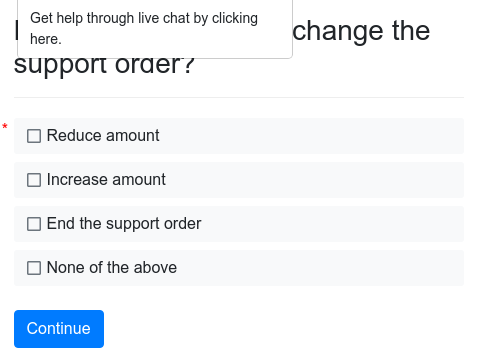 Get help through live chat by clicking
here.
change the
support order?
* Reduce amount
Increase amount
End the support order
None of the above
Continue